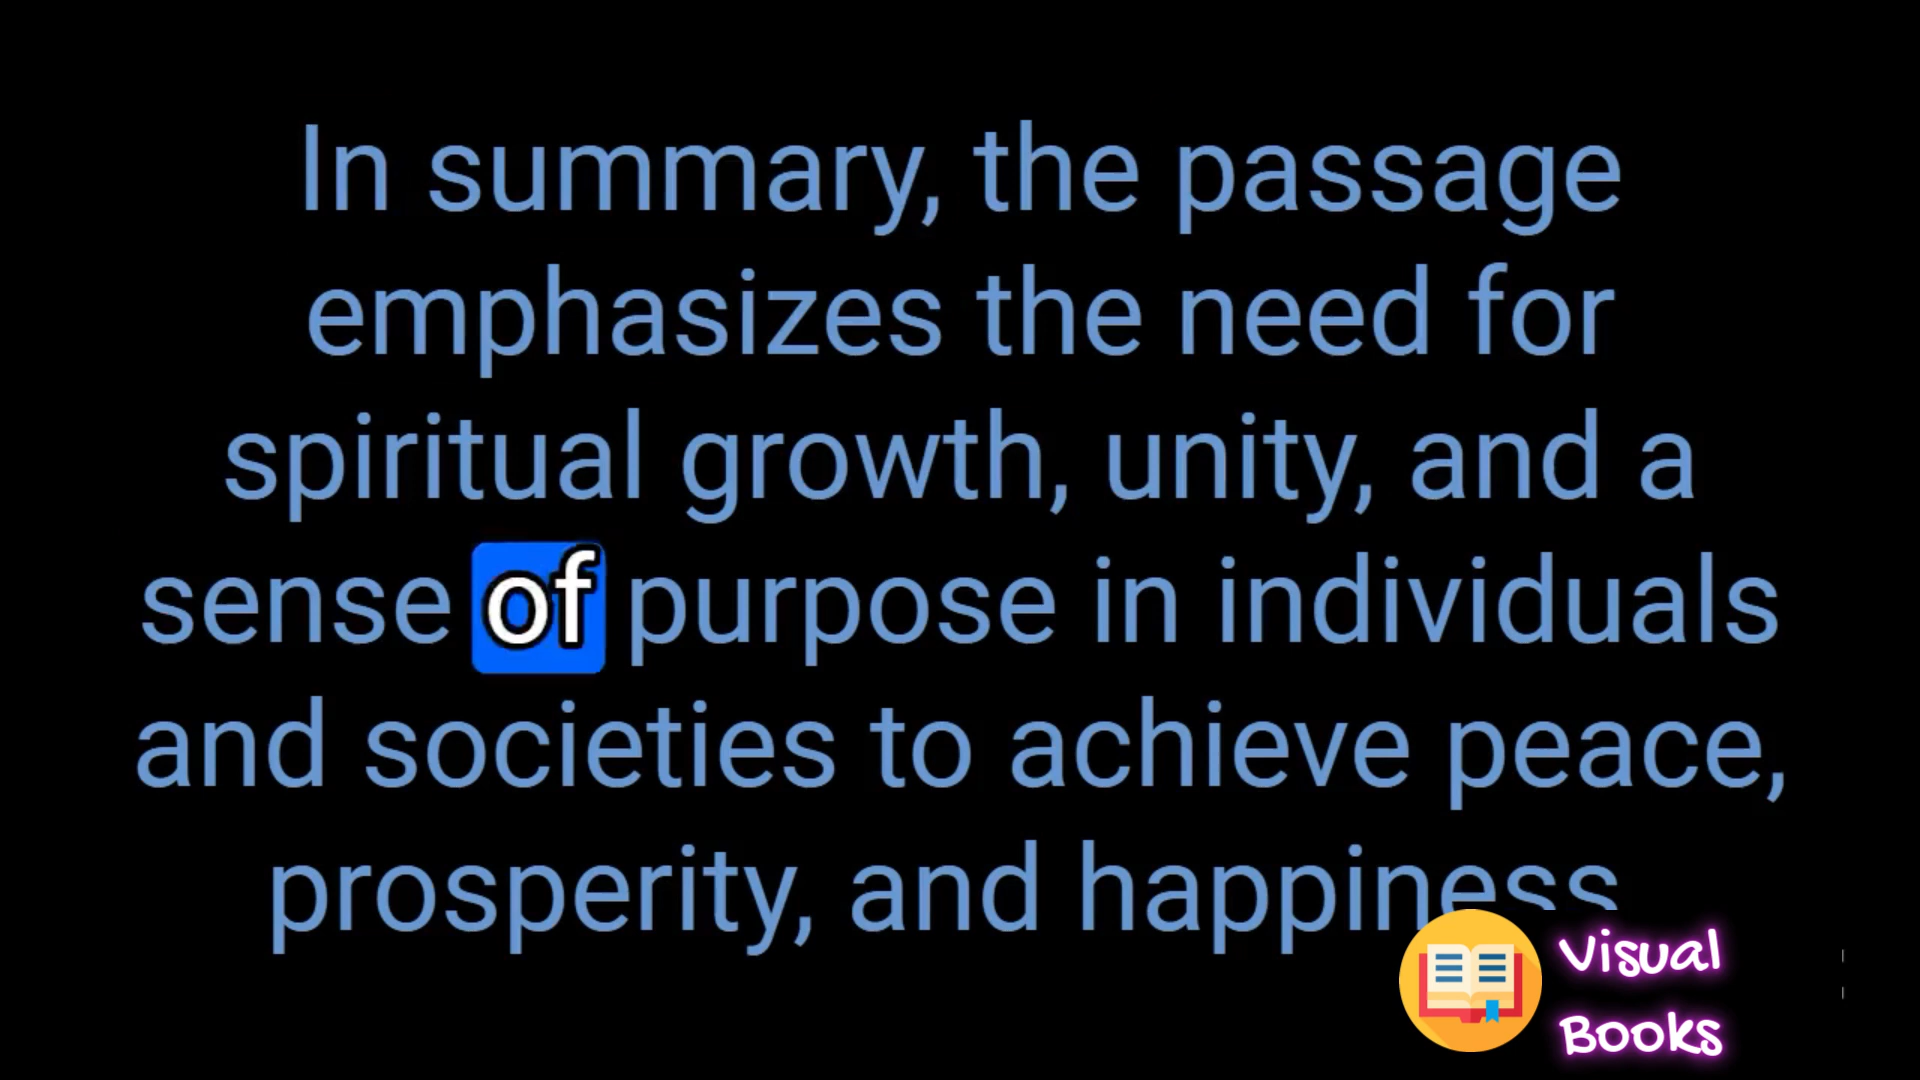 In summary, the passage
emphasizes the need for
spiritual growth, unity, and a
sense of purpose in individuals
and societies to achieve peace,
prosperity, and happiness
Visual
Books